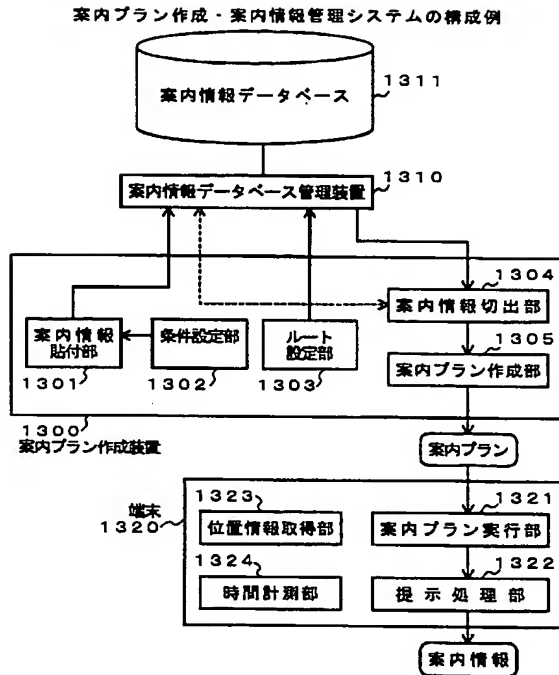 案内プラン作成・案内情報管理システムの構成例
案内情報データベース
1311
1310
案内情報データベース管理装置
1304
案内情報切出部
案内情報
貼付部
条件設定部
ルート
設定部
1305
案内プラン作成部
1301
1302
1303
1300
案内プラン作成装置
案内プラン
端末
1320
1323
位置情報取得部
1321
案内プラン実行部
1324
時間計測部
1322
提示処理部
案内情報